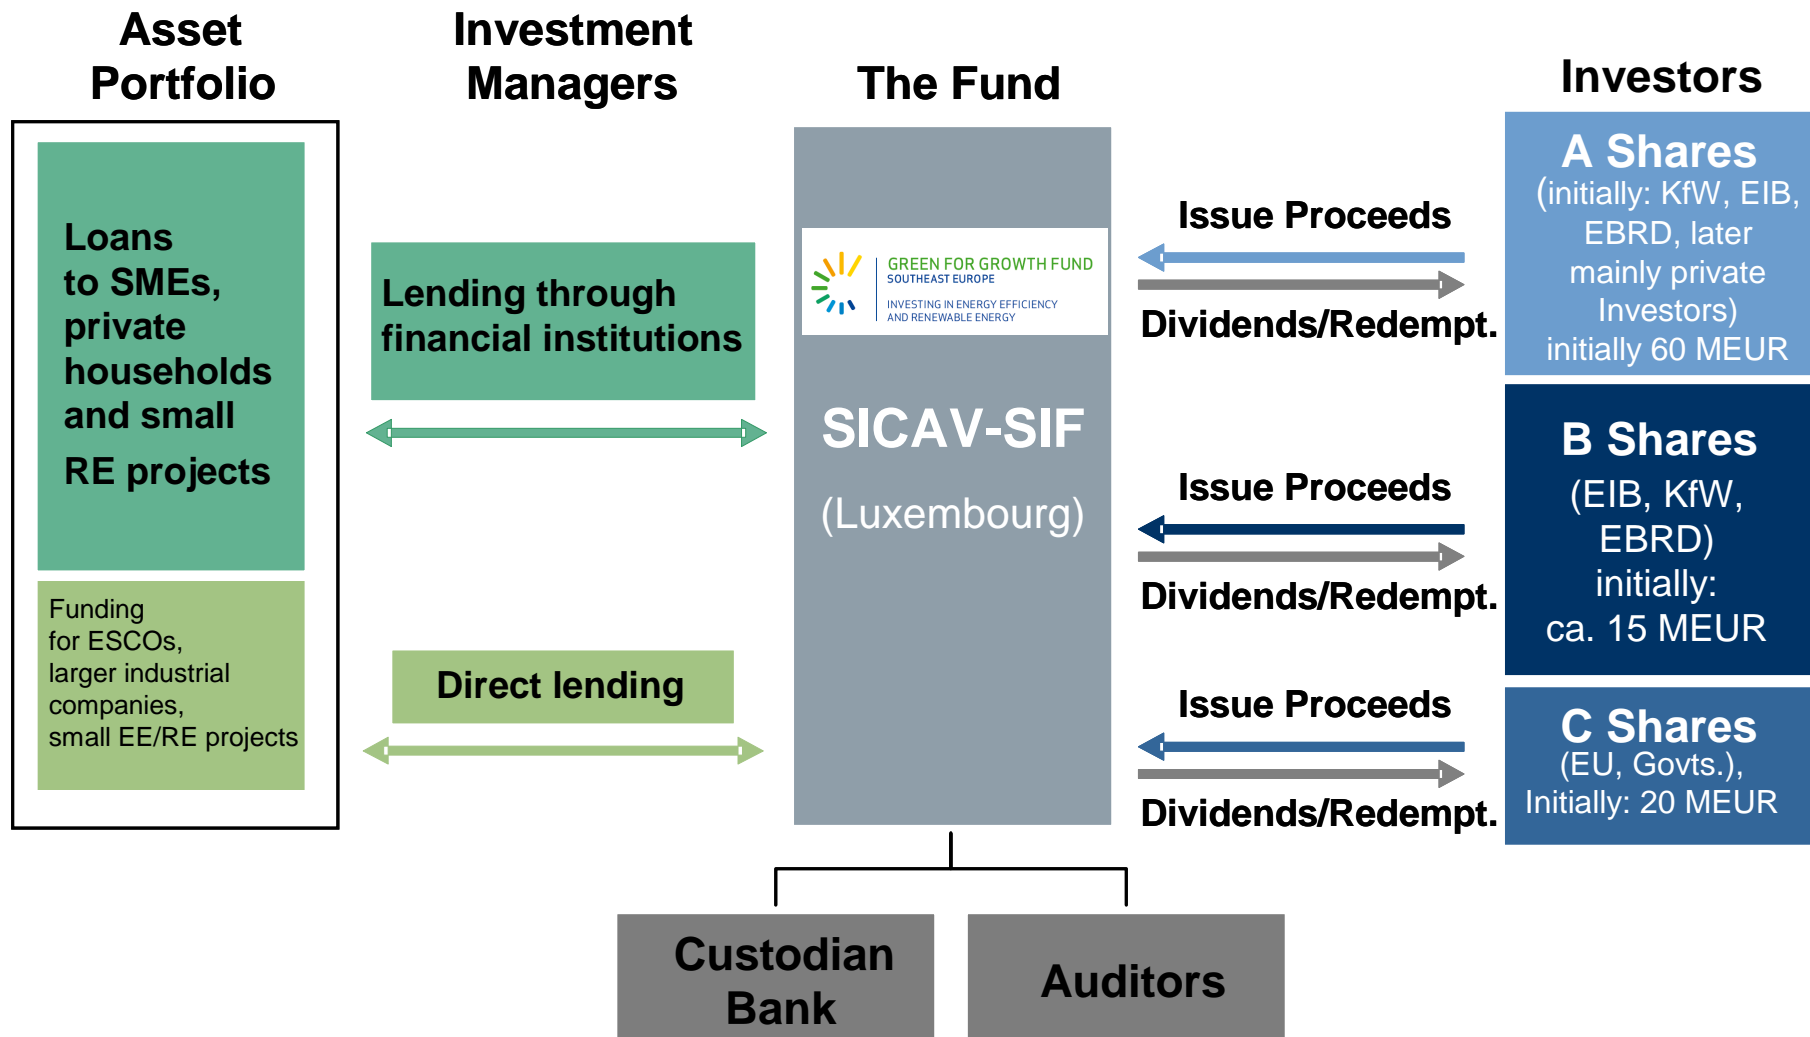 Asset
Portfolio
Investment
Managers
The Fund
Investors
Loans
to SMEs,
private
households
and small
RE projects
Funding
for ESCOs,
larger industrial
companies,
small EE/RE projects
Lending through
financial institutions
Direct lending
GREEN FOR GROWTH FUND
SOUTHEAST EUROPE
INVESTING IN ENERGY EFFICIENCY
AND RENEWABLE ENERGY
SICAV-SIF
(Luxembourg)
Issue Proceeds
Dividends/Redempt.
Issue Proceeds
Dividends/Redempt.
Issue Proceeds
Dividends/Redempt.
A Shares
(initially: KfW, EIB,
EBRD, later
mainly private
Investors)
initially 60 MEUR
B Shares
(EIB, KfW,
EBRD)
initially:
ca. 15 MEUR
C Shares
(EU, Govts.),
Initially: 20 MEUR
Custodian
Bank
Auditors